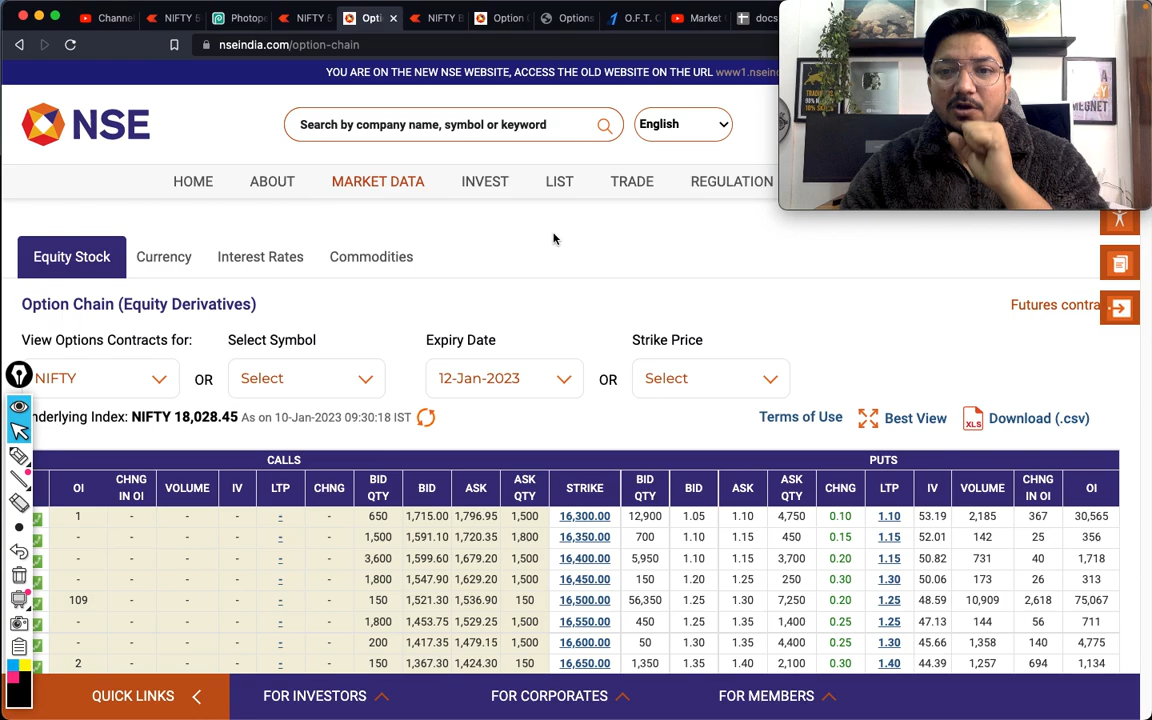 Channel
NIFTY 5
Photope
NIFTY 5
Opti
NIFTY B
Option
Options
O.F.T. C
Market
docs
nseindia.com/option-chain
YOU ARE ON THE NEW NSE WEBSITE, ACCESS THE OLD WEBSITE ON THE URL www1.nsein
NSE
Search by company name, symbol or keyword
English
HOME ABOUT MARKET DATA INVEST LIST TRADE REGULATION
Equity Stock Currency Interest Rates Commodities
Option Chain (Equity Derivatives)
Futures contra
View Options Contracts for: Select Symbol Expiry Date Strike Price
NIFTY OR Select 12-Jan-2023 OR Select
nderlying Index: NIFTY 18,028.45 As on 10-Jan-2023 09:30:18 IST
Terms of Use Best View XLS Download (.csv)
CALLS PUTS
OI CHNG IN OI VOLUME IV LTP CHNG BID QTY BID ASK ASK QTY STRIKE BID QTY BID ASK ASK QTY CHNG LTP IV VOLUME CHNG IN OI OI
1 - - - - - 650 1,715.00 1,796.95 1,500 16,300.00 12,900 1.05 1.10 4,750 0.10 1.10 53.19 2,185 367 30,565
- - - - - - 1,500 1,591.10 1,720.35 1,800 16,350.00 700 1.10 1.15 450 0.15 1.15 52.01 142 25 356
- - - - - - 3,600 1,599.60 1,679.20 1,500 16,400.00 5,950 1.10 1.15 3,700 0.20 1.15 50.82 731 40 1,718
- - - - - - 1,800 1,547.90 1,629.20 1,500 16,450.00 150 1.20 1.25 250 0.30 1.30 50.06 173 26 313
109 - - - - - 150 1,521.30 1,536.90 150 16,500.00 56,350 1.25 1.30 7,250 0.20 1.25 48.59 10,909 2,618 75,067
- - - - - - 1,800 1,453.75 1,529.25 1,500 16,550.00 450 1.25 1.35 1,400 0.25 1.25 47.13 144 56 711
- - - - - - 200 1,417.35 1,479.15 1,500 16,600.00 50 1.30 1.35 4,400 0.25 1.30 45.66 1,358 140 4,775
2 - - - - - 150 1,367.30 1,424.30 150 16,650.00 1,350 1.35 1.40 2,100 0.30 1.40 44.39 1,257 694 1,134
QUICK LINKS FOR INVESTORS FOR CORPORATES FOR MEMBERS